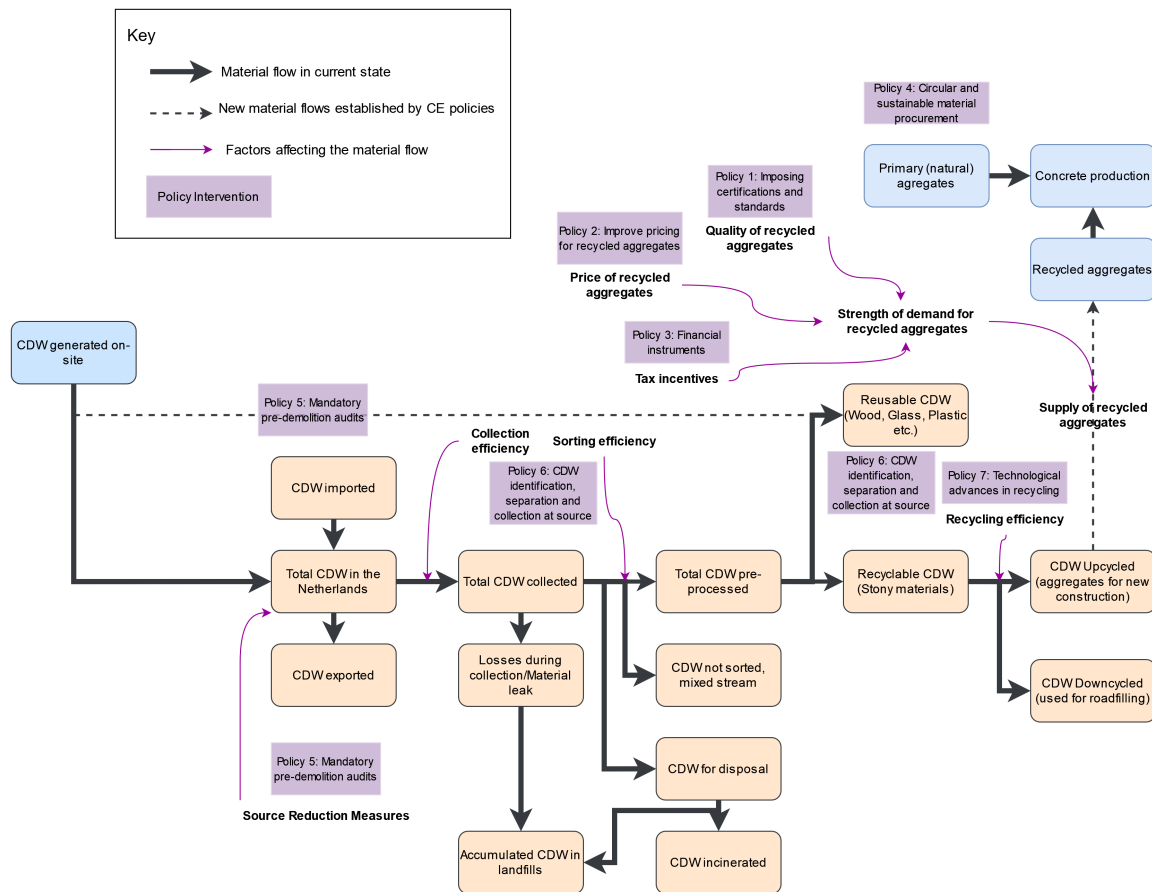 Key
Material flow in current state
New material flows established by CE policies
Factors affecting the material flow
Policy Intervention
Policy 4: Circular and
sustainable material
procurement
Primary (natural)
agregates
Concrete production
Policy 1: Imposing
certifications and
standards
Quality of recycled
aggregates
Policy 2: Improve pricing
for recycled aggregates
Price of recycled
aggregates
Recycled aggregates
Strength of demand for
recycled aggregates
Policy 3: Financial
instruments
Tax incentives
CDW generated on-
site
Policy 5: Mandatory
pre-demolition audits
Reusable CDW
(Wood, Glass, Plastic
etc.)
Supply of recycled
aggregates
Collection
efficiency
Sorting efficiency
Policy 6: CDW
identification,
separation and
collection at source
Policy 6: CDW
identification,
separation and
collection at source
Policy 7: Technological
advances in recycling
Recycling efficiency
CDW imported
Total CDW in the
Netherlands
Total CDW collected
Total CDW pre-
processed
Recyclable CDW
(Stony materials)
CDW Upcycled
(aggregates for new
construction)
CDW exported
Losses during
collection/Material
leak
CDW not sorted,
mixed stream
CDW Downcycled
(used for roadfilling)
Policy 5: Mandatory
pre-demolition audits
CDW for disposal
Source Reduction Measures
Accumulated CDW in
landfills
CDW incinerated